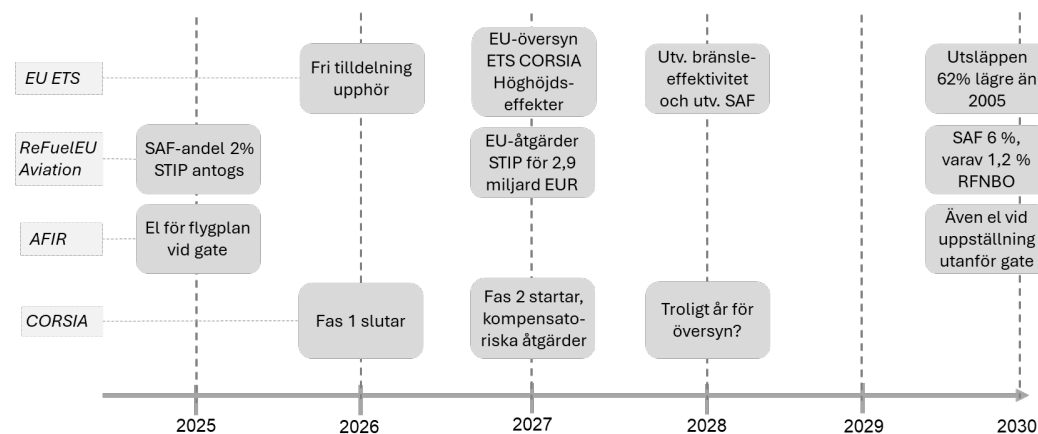 EU ETS
Fri tilldelning
upphör
EU-översyn
ETS CORSIA
Höghöjds-
effekter
Utv. bränsle-
effektivitet
och utv. SAF
Utsläppen
62% lägre än
2005
ReFuelEU
Aviation
SAF-andel 2%
STIP antogs
EU-åtgärder
STIP för 2,9
miljard EUR
SAF 6 %,
varav 1,2 %
RFNBO
AFIR
El för flygplan
vid gate
Även el vid
uppställning
utanför gate
CORSIA
Fas 1 slutar
Fas 2 startar,
kompensato-
riska åtgärder
Troligt år för
översyn?
2025
2026
2027
2028
2029
2030